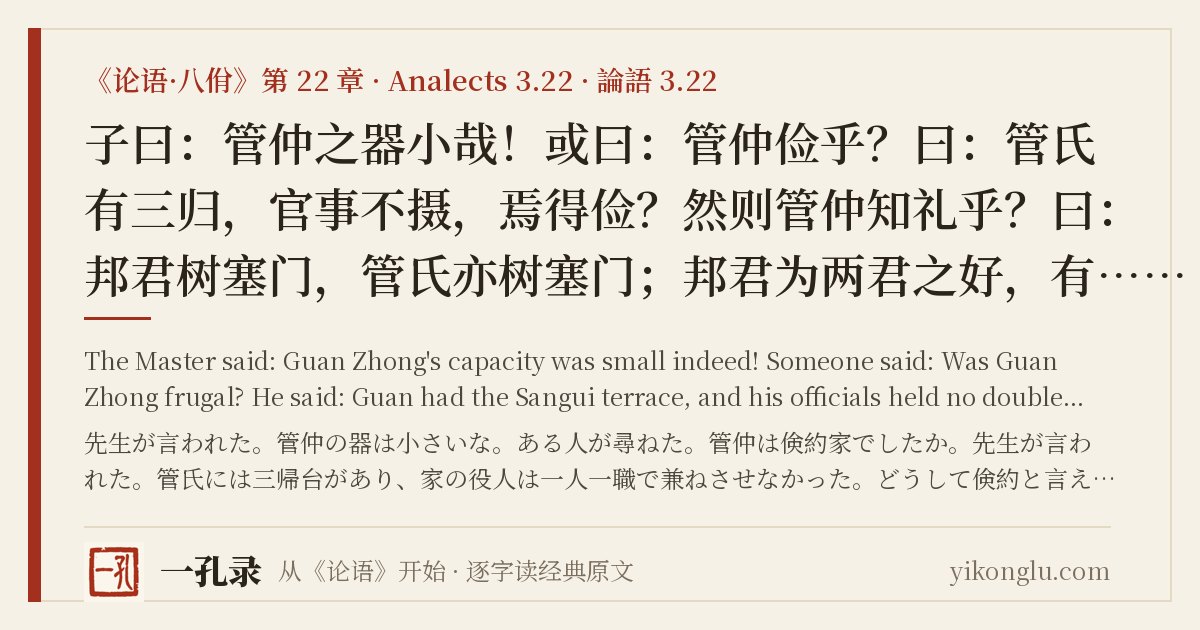 《论语·八佾》第 22 章 · Analects 3.22 · 論語 3.22
子曰：管仲之器小哉！或曰：管仲俭乎？曰：管氏
有三归，官事不摄，焉得俭？然则管仲知礼乎？曰：
邦君树塞门，管氏亦树塞门；邦君为两君之好，有……
The Master said: Guan Zhong's capacity was small indeed! Someone said: Was Guan
Zhong frugal? He said: Guan had the Sangui terrace, and his officials held no double...
先生が言われた。管仲の器は小さいな。ある人が尋ねた。管仲は倹約家でしたか。先生が言わ
れた。管氏には三帰台があり、家の役人は一人一職で兼ねさせなかった。どうして倹約と言え…
一孔
一孔录 从《论语》开始 · 逐字读经典原文 yikonglu.com